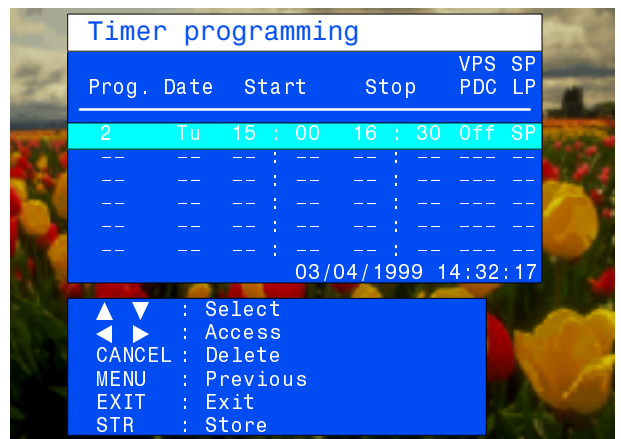 Timer programming
VPS SP
Prog. Date Start Stop PDC LP
2 Tu 15 : 00 16 : 30 Off SP
-- -- -- : -- -- : -- --- --
-- -- -- : -- -- : -- --- --
-- -- -- : -- -- : -- --- --
-- -- -- : -- -- : -- --- --
-- -- -- : -- -- : -- --- --
03/04/1999 14:32:17
▲ ▼ : Select
◀ ▶ : Access
CANCEL : Delete
MENU : Previous
EXIT : Exit
STR : Store